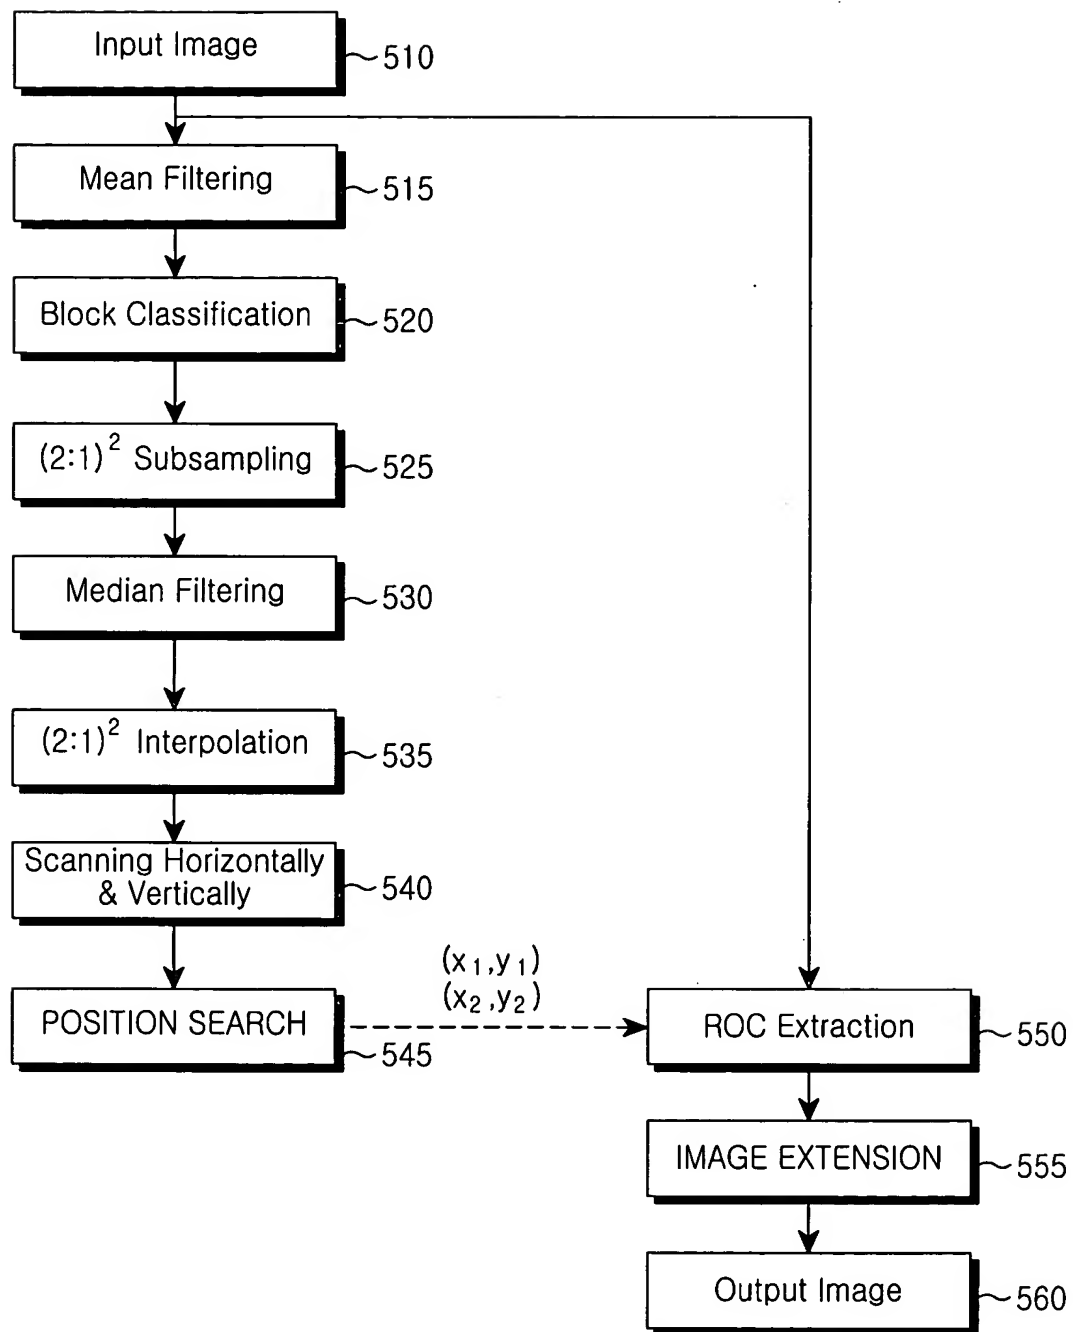 Input Image
510
Mean Filtering
515
Block Classification
520
(2:1)² Subsampling
525
Median Filtering
530
(2:1)² Interpolation
535
Scanning Horizontally
& Vertically
540
POSITION SEARCH
545
(x₁,y₁)
(x₂,y₂)
ROC Extraction
550
IMAGE EXTENSION
555
Output Image
560